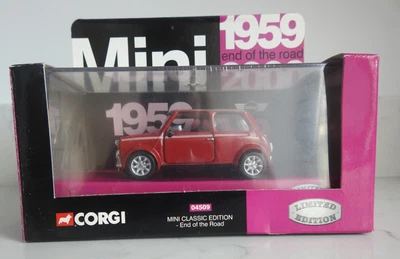 Mini
1959
end of the road
1959
CORGI
04509
MINI CLASSIC EDITION
- End of the Road
LIMITED
EDITION